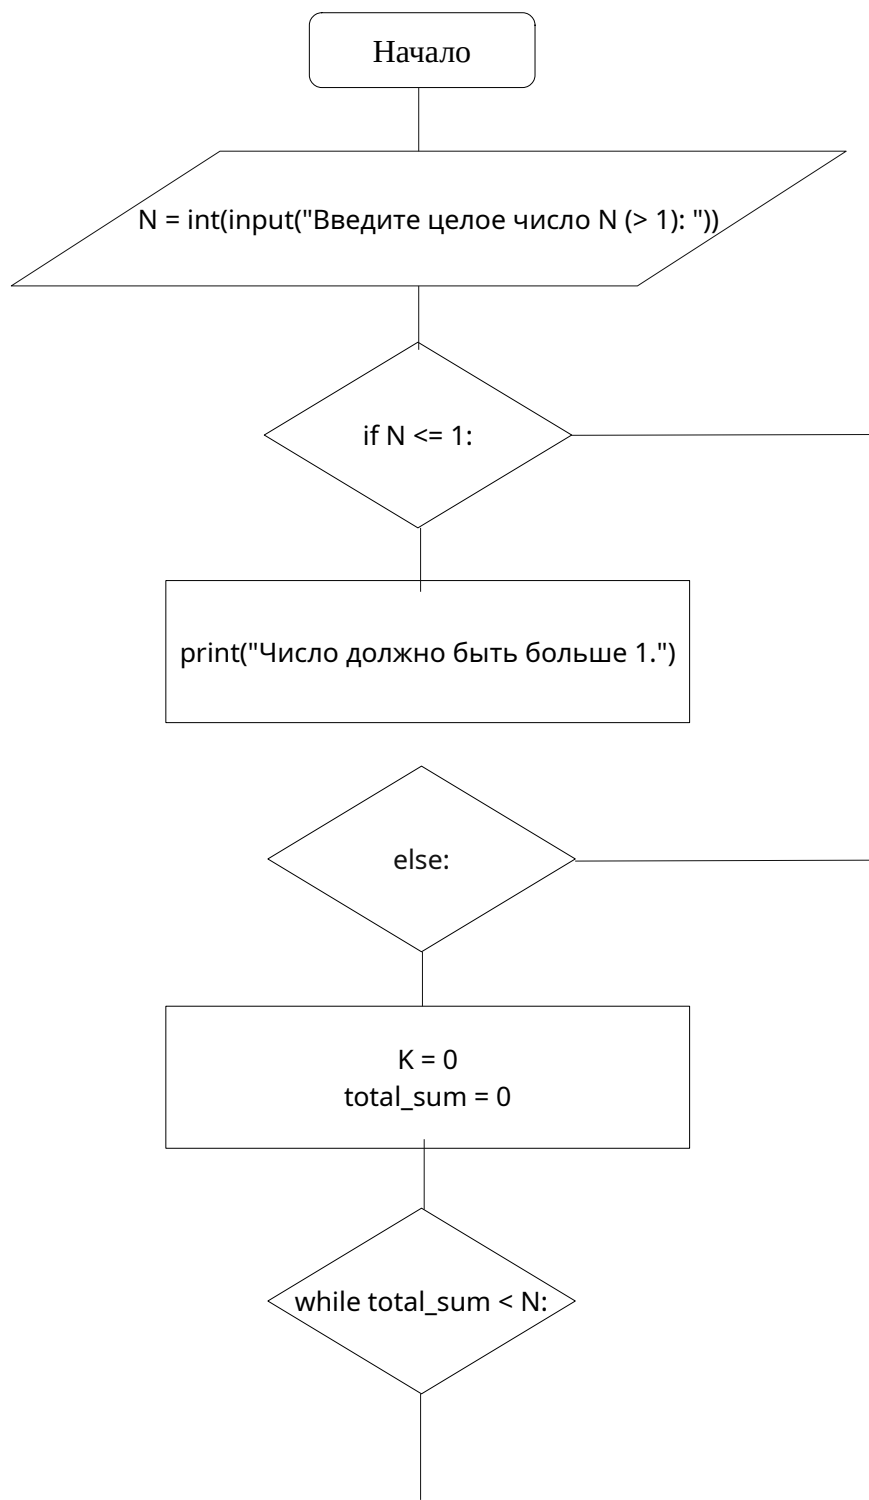 Начало
N = int(input("Введите целое число N (> 1): "))
if N <= 1:
print("Число должно быть больше 1.")
else:
K = 0
total_sum = 0
while total_sum < N: